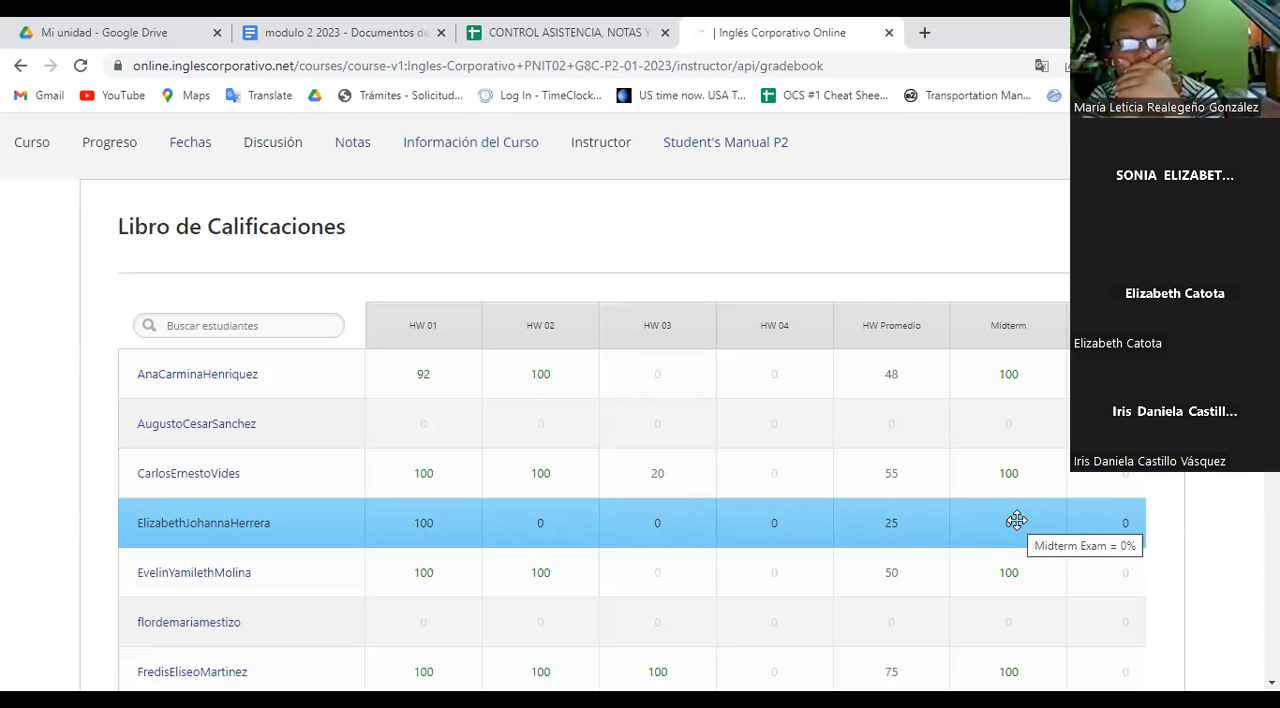 Mi unidad - Google Drive
modulo 2 2023 - Documentos de
CONTROL ASISTENCIA, NOTAS Y
| Inglés Corporativo Online
online.inglescorporativo.net/courses/course-v1:Ingles-Corporativo+PNIT02+G8C-P2-01-2023/instructor/api/gradebook
Gmail YouTube Maps Translate Trámites - Solicitud... Log In - TimeClock... US time now. USA T... OCS #1 Cheat Shee... Transportation Man...
Curso Progreso Fechas Discusión Notas Información del Curso Instructor Student's Manual P2
Libro de Calificaciones
Buscar estudiantes HW 01 HW 02 HW 03 HW 04 HW Promedio Midterm
AnaCarminaHenriquez 92 100 0 0 48 100
AugustoCesarSanchez 0 0 0 0 0 0
CarlosErnestoVides 100 100 20 0 55 100 0
ElizabethJohannaHerrera 100 0 0 0 25 0
Midterm Exam = 0%
EvelinYamilethMolina 100 100 0 0 50 100 0
flordemariamestizo 0 0 0 0 0 0 0
FredisEliseoMartinez 100 100 100 0 75 100 0
María Leticia Realegeño González
SONIA ELIZABET...
Elizabeth Catota
Elizabeth Catota
Iris Daniela Castill...
Iris Daniela Castillo Vásquez